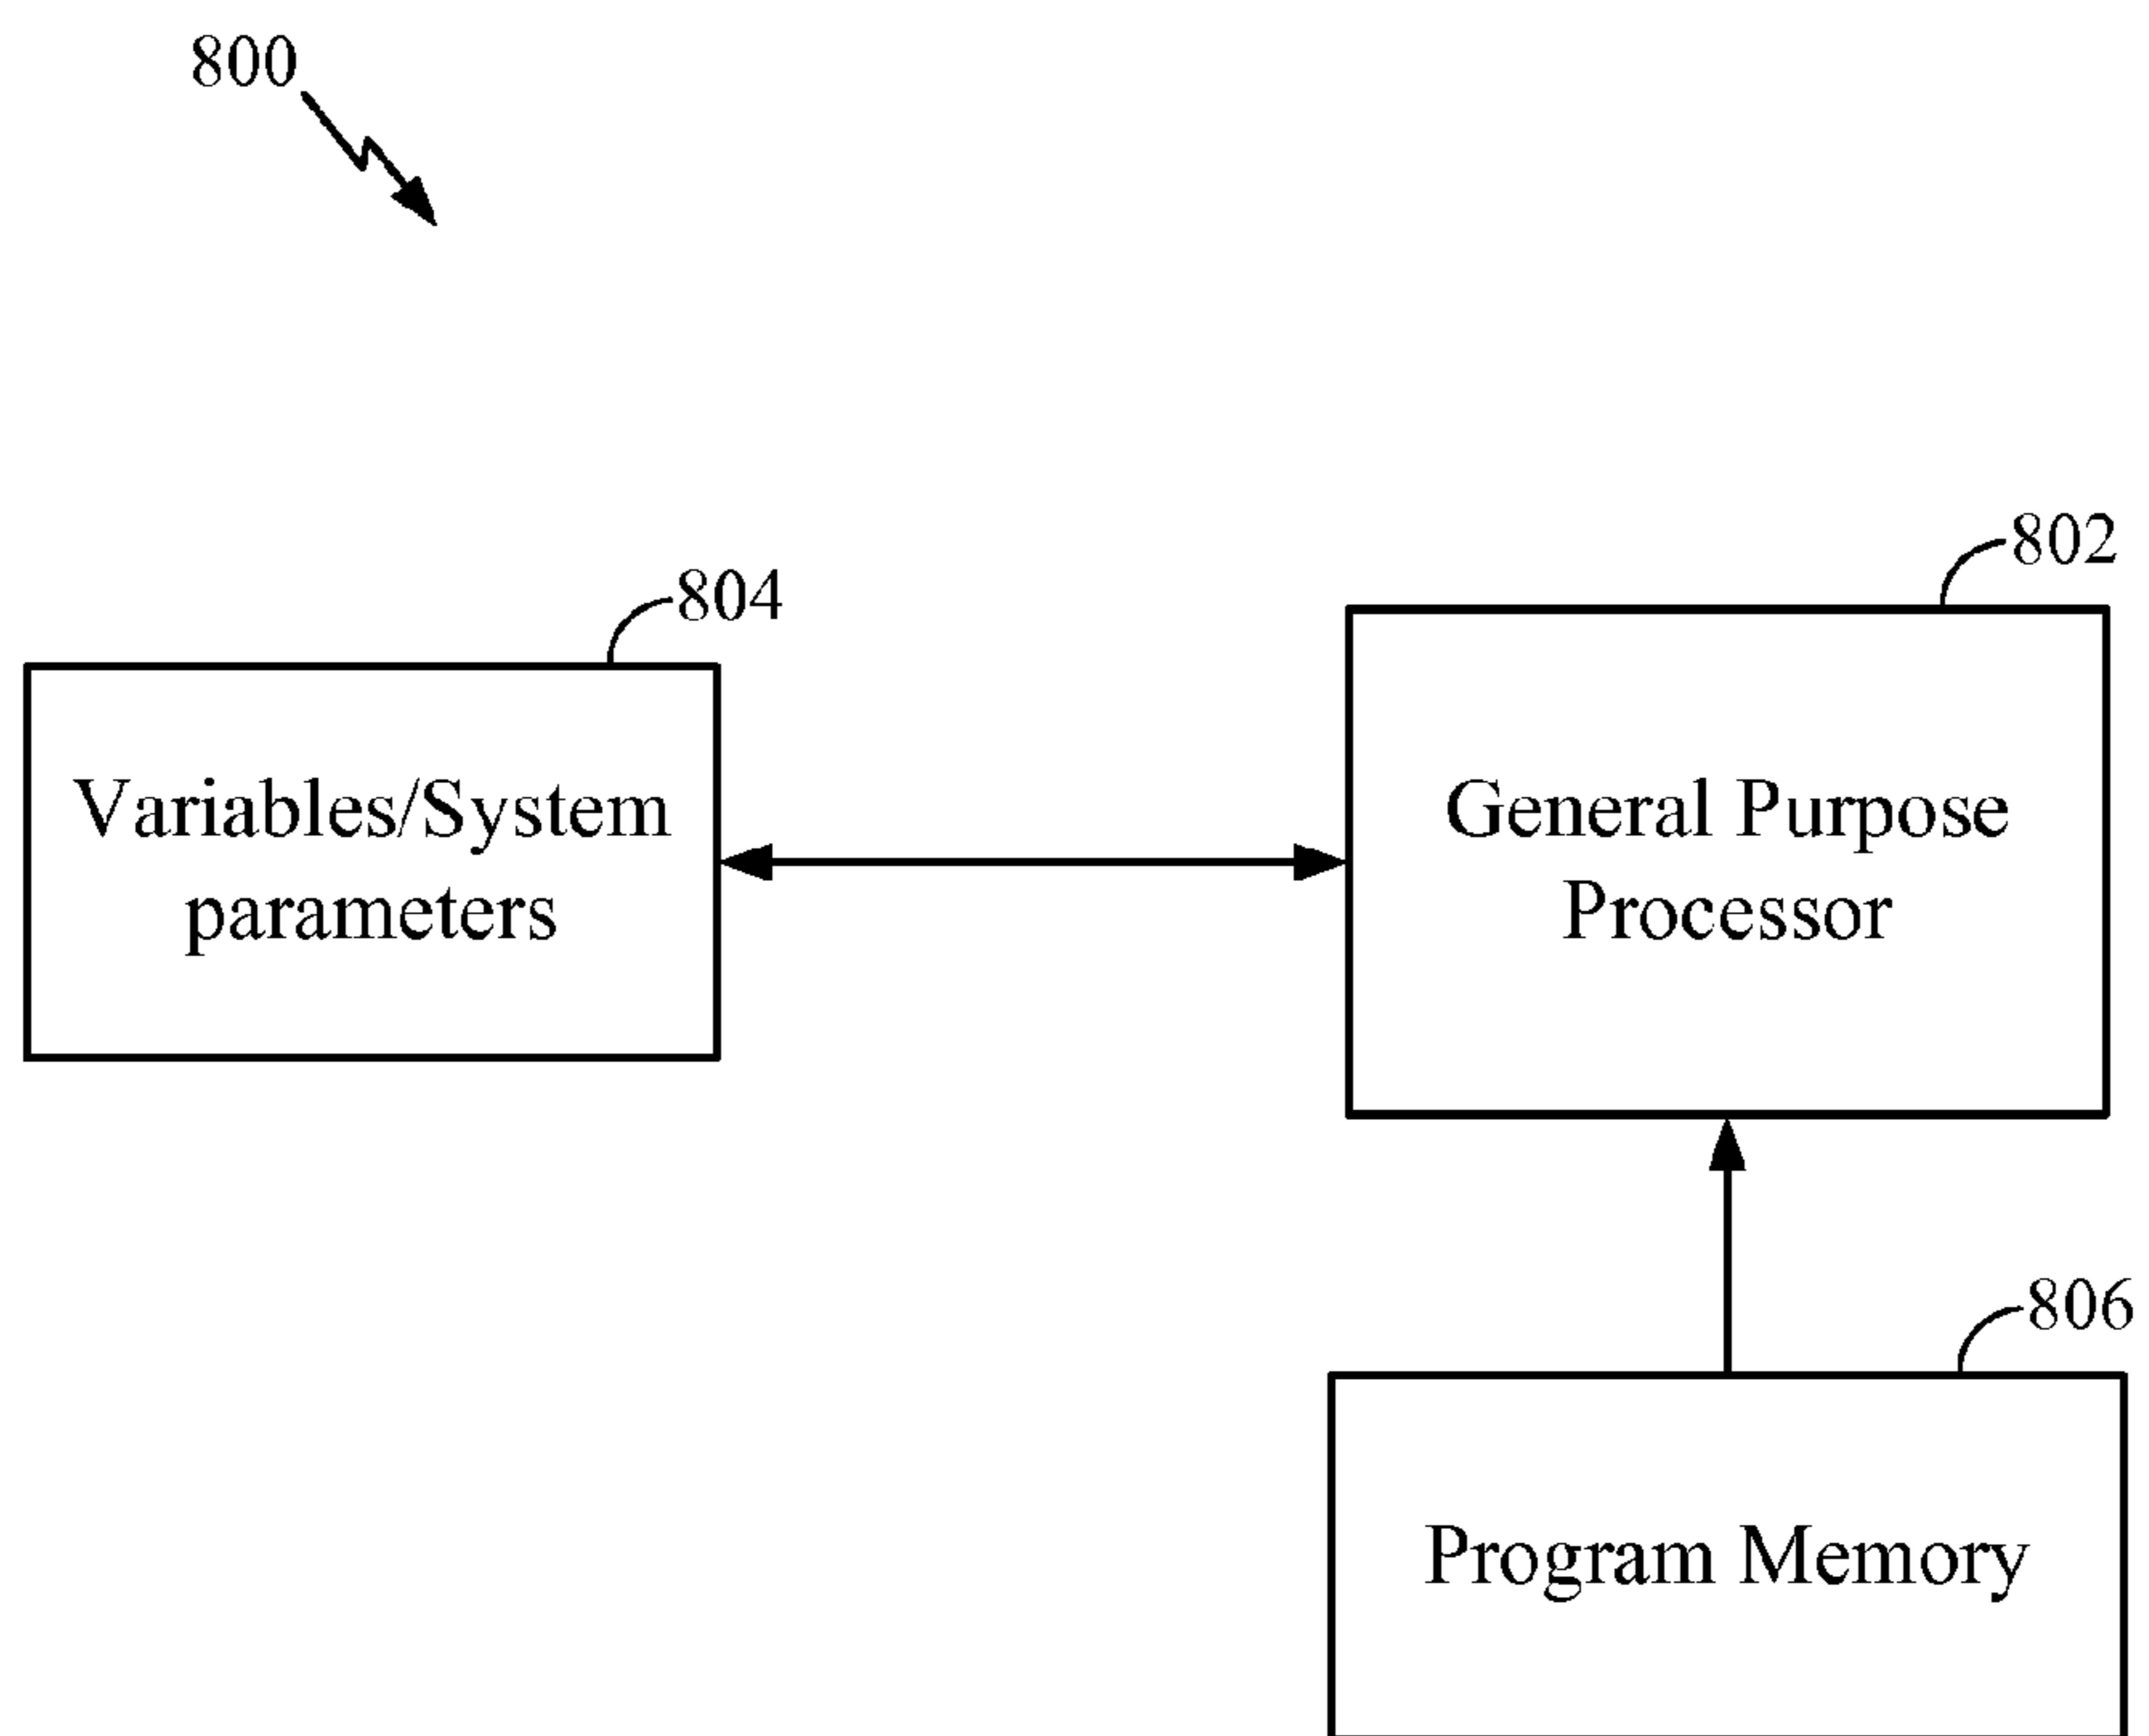 800
802
804
Variables/System
parameters
General Purpose
Processor
806
Program Memory